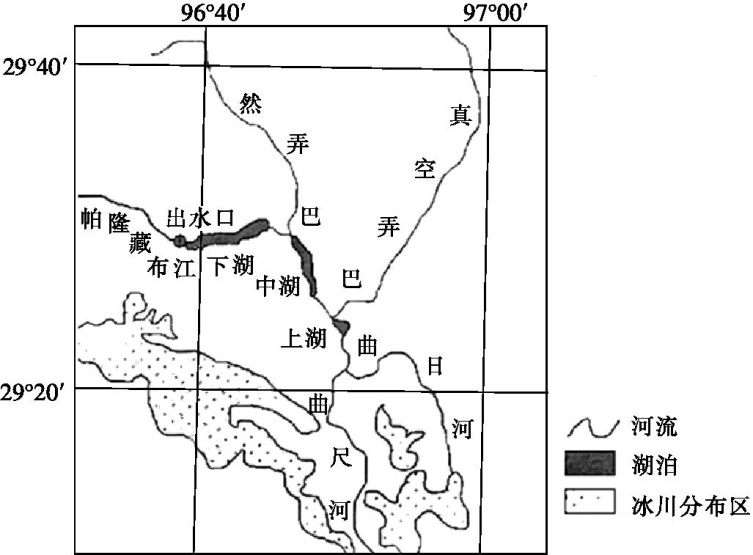 96°40′
97°00′
29°40′
然弄巴
真空弄巴
出水口
帕隆藏布江
下湖
中湖
上湖
曲日河
29°20′
曲尺河
河流
湖泊
冰川分布区